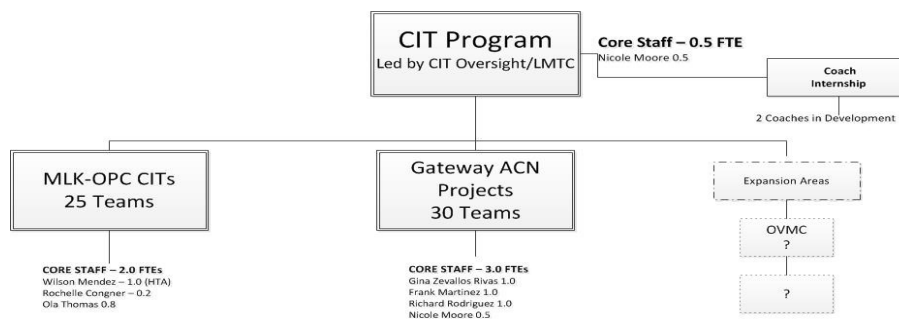 CIT Program
Led by CIT Oversight/LMTC
Core Staff – 0.5 FTE
Nicole Moore 0.5
Coach
Internship
2 Coaches in Development
MLK-OPC CITs
25 Teams
Gateway ACN
Projects
30 Teams
Expansion Areas
OVMC
?
?
CORE STAFF – 2.0 FTEs
Wilson Mendez – 1.0 (HTA)
Rochelle Congner – 0.2
Ola Thomas 0.8
CORE STAFF – 3.0 FTEs
Gina Zevallos Rivas 1.0
Frank Martinez 1.0
Richard Rodriguez 1.0
Nicole Moore 0.5